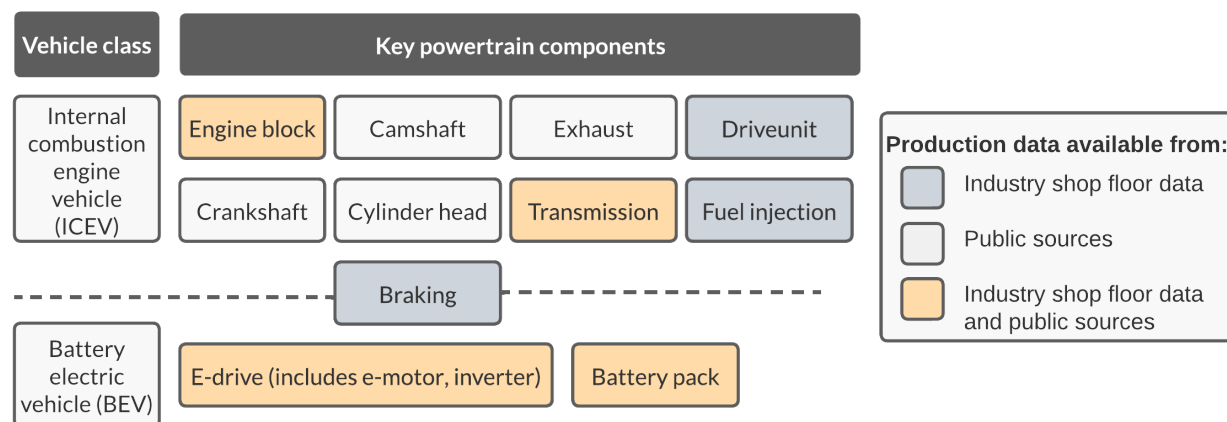 Vehicle class
Key powertrain components
Internal
combustion
engine
vehicle
(ICEV)
Engine block
Camshaft
Exhaust
Driveunit
Crankshaft
Cylinder head
Transmission
Fuel injection
Braking
Battery
electric
vehicle (BEV)
E-drive (includes e-motor, inverter)
Battery pack
Production data available from:
Industry shop floor data
Public sources
Industry shop floor data
and public sources